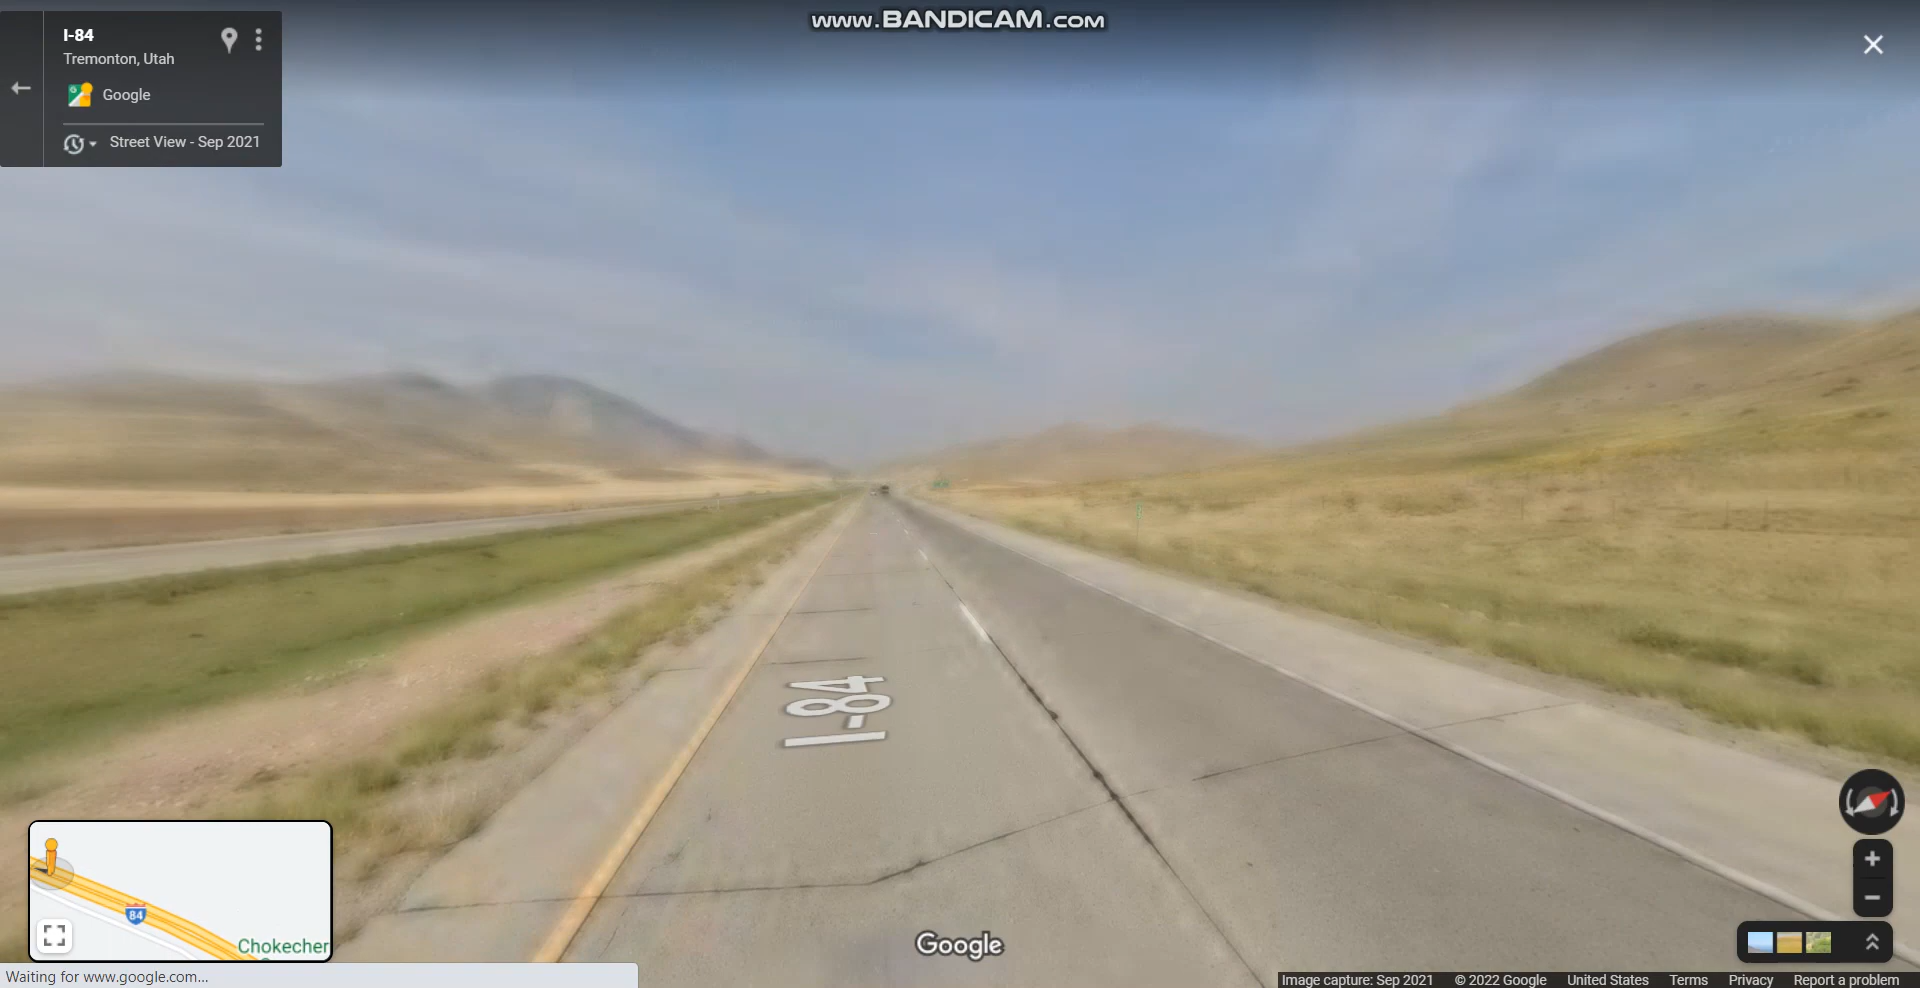 www.BANDICAM.com
I-84
Tremonton, Utah
Google
Street View - Sep 2021
I-84
84
Chokecher
Google
Waiting for www.google.com...
Image capture: Sep 2021 © 2022 Google United States Terms Privacy Report a problem